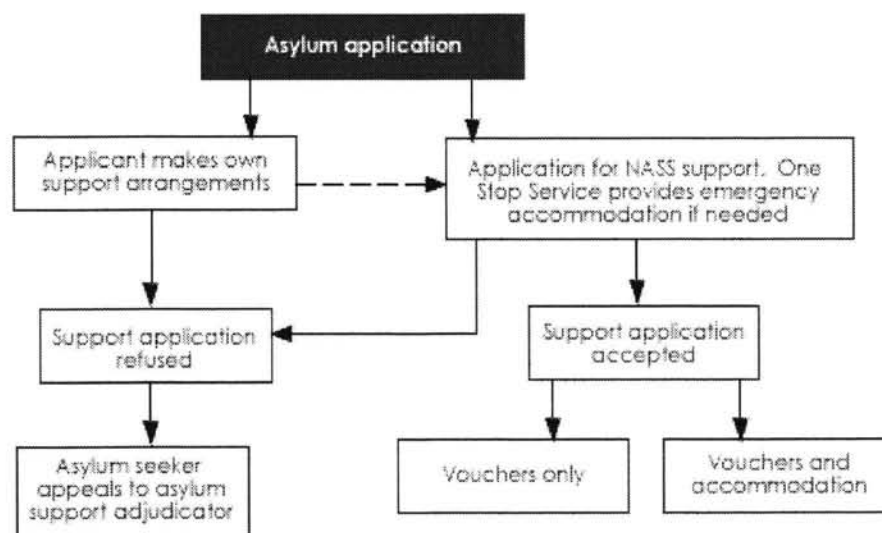 Asylum application
Applicant makes own
support arrangements
Application for NASS support. One
Stop Service provides emergency
accommodation if needed
Support application
refused
Support application
accepted
Asylum seeker
appeals to asylum
support adjudicator
Vouchers only
Vouchers and
accommodation